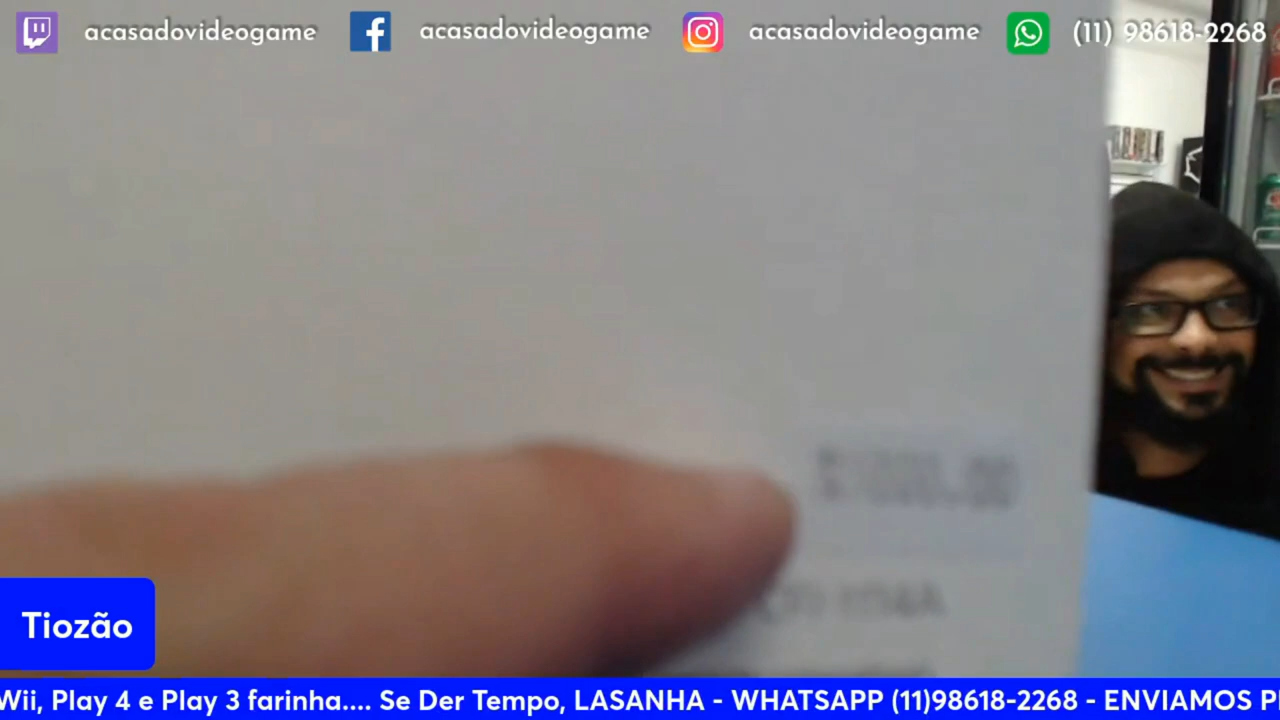 acasadovideogame acasadovideogame acasadovideogame (11) 98618-2268
Tiozão
Wii, Play 4 e Play 3 farinha.... Se Der Tempo, LASANHA - WHATSAPP (11)98618-2268 - ENVIAMOS P